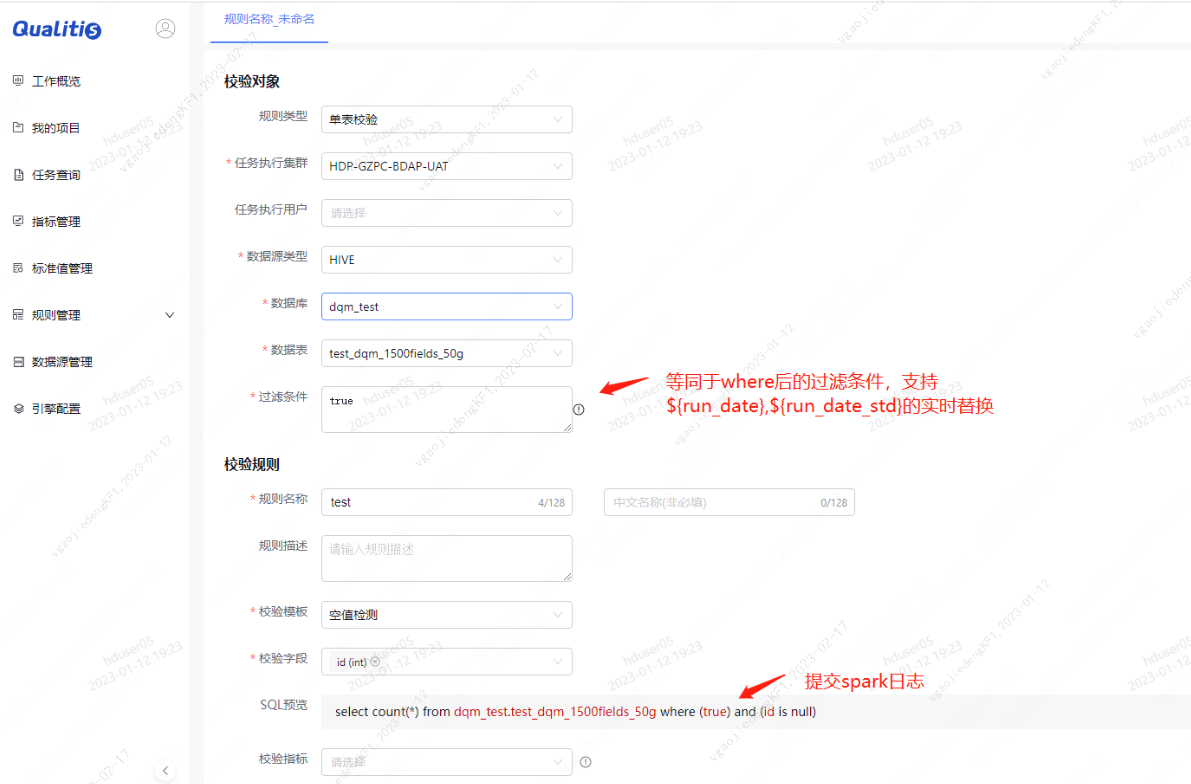 Qualitis
规则名称_未命名
工作概览
我的项目
任务查询
指标管理
标准值管理
规则管理
数据源管理
引擎配置
校验对象
规则类型 单表校验
* 任务执行集群 HDP-GZPC-BDAP-UAT
任务执行用户 请选择
* 数据源类型 HIVE
* 数据库 dqm_test
* 数据表 test_dqm_1500fields_50g
* 过滤条件 true
等同于where后的过滤条件，支持
${run_date},${run_date_std}的实时替换
校验规则
* 规则名称 test 4/128 中文名称(非必填) 0/128
规则描述 请输入规则描述
* 校验模板 空值检测
* 校验字段 id (int)
提交spark日志
SQL预览 select count(*) from dqm_test.test_dqm_1500fields_50g where (true) and (id is null)
校验指标 请选择
hduser05
2023-01-12 19:23
vgaojiedengKF1,2023-01-12
vgaojiedengKF1,2023-02-17